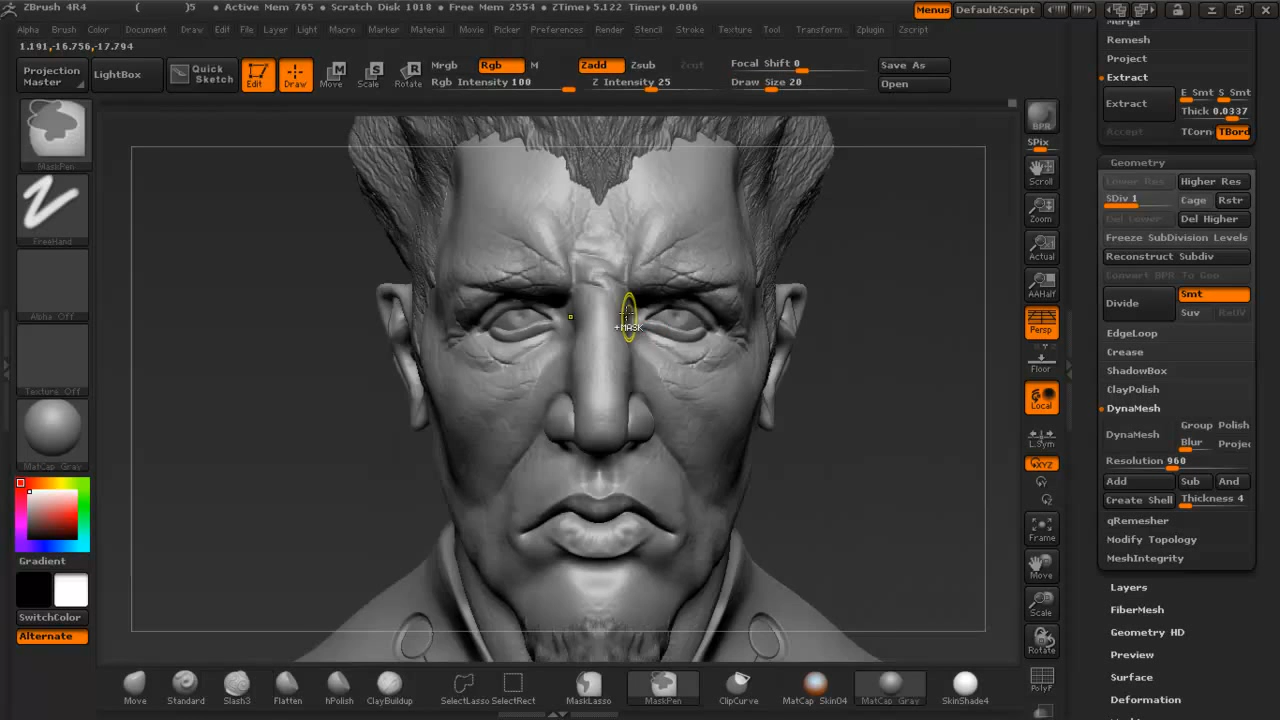 ZBrush 4R4 ( )5 • Active Mem 765 • Scratch Disk 1018 • Free Mem 2554 • ZTime▸5.122 Timer▸0.006 Menus DefaultZScript
Alpha Brush Color Document Draw Edit File Layer Light Macro Marker Material Movie Picker Preferences Render Stencil Stroke Texture Tool Transform Zplugin Zscript
1.191,-16.756,-17.794
Projection
Master
LightBox
Quick
Sketch
Edit
Draw
Move
Scale
Rotate
Mrgb Rgb M
Rgb Intensity 100
Zadd Zsub Zcut
Z Intensity 25
Focal Shift 0
Draw Size 20
Save As
Open
MaskPen
FreeHand
Alpha Off
Texture Off
MatCap Gray
Gradient
SwitchColor
Alternate
+MASK
BPR
SPix
Scroll
Zoom
Actual
AAHalf
Persp
Floor
Local
L.Sym
XYZ
Frame
Move
Scale
Rotate
PolyF
Merge
Remesh
Project
Extract
Extract
E Smt S Smt
Thick 0.0337
Accept TCorn TBord
Geometry
Lower Res Higher Res
SDiv 1 Cage Rstr
Del Lower Del Higher
Freeze SubDivision Levels
Reconstruct Subdiv
Convert BPR To Geo
Divide
Smt
Suv ReUV
EdgeLoop
Crease
ShadowBox
ClayPolish
DynaMesh
DynaMesh
Group Polish
Blur Projec
Resolution 960
Add Sub And
Create Shell Thickness 4
qRemesher
Modify Topology
MeshIntegrity
Layers
FiberMesh
Geometry HD
Preview
Surface
Deformation
Move
Standard
Slash3
Flatten
hPolish
ClayBuildup
SelectLasso
SelectRect
MaskLasso
MaskPen
ClipCurve
MatCap Skin04
MatCap Gray
SkinShade4